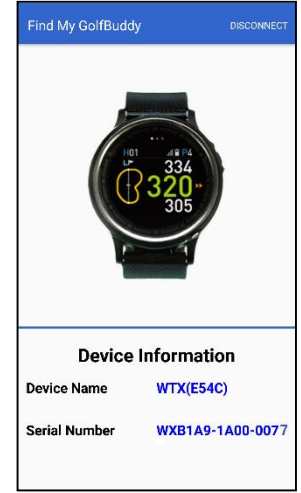 Find My GolfBuddy DISCONNECT
H01 P4
L
334
320
305
Device Information
Device Name WTX(E54C)
Serial Number WXB1A9-1A00-0077